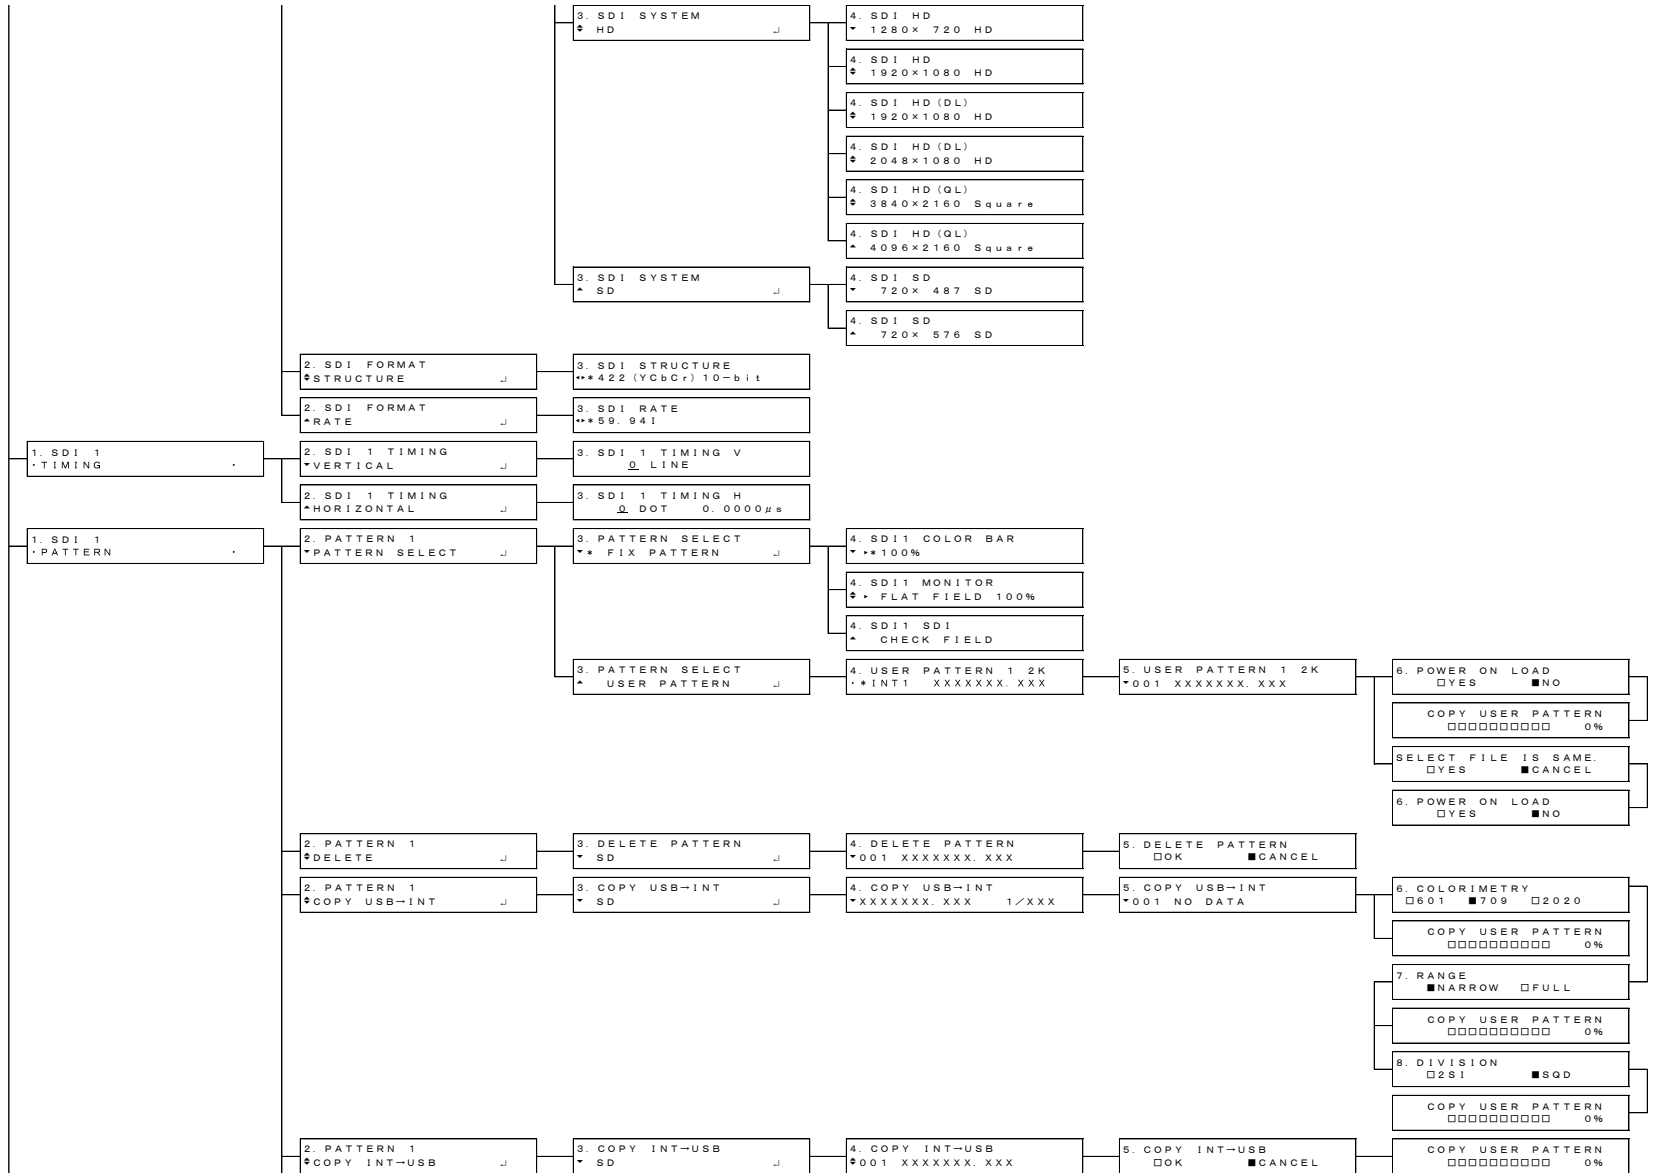 3. SDI SYSTEM
HD ↵
4. SDI HD
1280× 720 HD
4. SDI HD
1920×1080 HD
4. SDI HD(DL)
1920×1080 HD
4. SDI HD(DL)
2048×1080 HD
4. SDI HD(QL)
3840×2160 Square
4. SDI HD(QL)
4096×2160 Square
3. SDI SYSTEM
SD ↵
4. SDI SD
720× 487 SD
4. SDI SD
720× 576 SD
2. SDI FORMAT
STRUCTURE ↵
3. SDI STRUCTURE
*422(YCbCr)10-bit
2. SDI FORMAT
RATE ↵
3. SDI RATE
*59.94I
1. SDI 1
·TIMING ·
2. SDI 1 TIMING
VERTICAL ↵
3. SDI 1 TIMING V
0 LINE
2. SDI 1 TIMING
HORIZONTAL ↵
3. SDI 1 TIMING H
0 DOT 0.0000μs
1. SDI 1
·PATTERN ·
2. PATTERN 1
PATTERN SELECT ↵
3. PATTERN SELECT
* FIX PATTERN ↵
4. SDI1 COLOR BAR
*100%
4. SDI1 MONITOR
FLAT FIELD 100%
4. SDI1 SDI
CHECK FIELD
3. PATTERN SELECT
USER PATTERN ↵
4. USER PATTERN 1 2K
·*INT1 XXXXXXX.XXX
5. USER PATTERN 1 2K
001 XXXXXXX.XXX
6. POWER ON LOAD
□YES ■NO
COPY USER PATTERN
□□□□□□□□□□ 0%
SELECT FILE IS SAME.
□YES ■CANCEL
6. POWER ON LOAD
□YES ■NO
2. PATTERN 1
DELETE ↵
3. DELETE PATTERN
SD ↵
4. DELETE PATTERN
001 XXXXXXX.XXX
5. DELETE PATTERN
□OK ■CANCEL
2. PATTERN 1
COPY USB→INT ↵
3. COPY USB→INT
SD ↵
4. COPY USB→INT
XXXXXXX.XXX 1/XXX
5. COPY USB→INT
001 NO DATA
6. COLORIMETRY
□601 ■709 □2020
COPY USER PATTERN
□□□□□□□□□□ 0%
7. RANGE
■NARROW □FULL
COPY USER PATTERN
□□□□□□□□□□ 0%
8. DIVISION
□2SI ■SQD
COPY USER PATTERN
□□□□□□□□□□ 0%
2. PATTERN 1
COPY INT→USB ↵
3. COPY INT→USB
SD ↵
4. COPY INT→USB
001 XXXXXXX.XXX
5. COPY INT→USB
□OK ■CANCEL
COPY USER PATTERN
□□□□□□□□□□ 0%